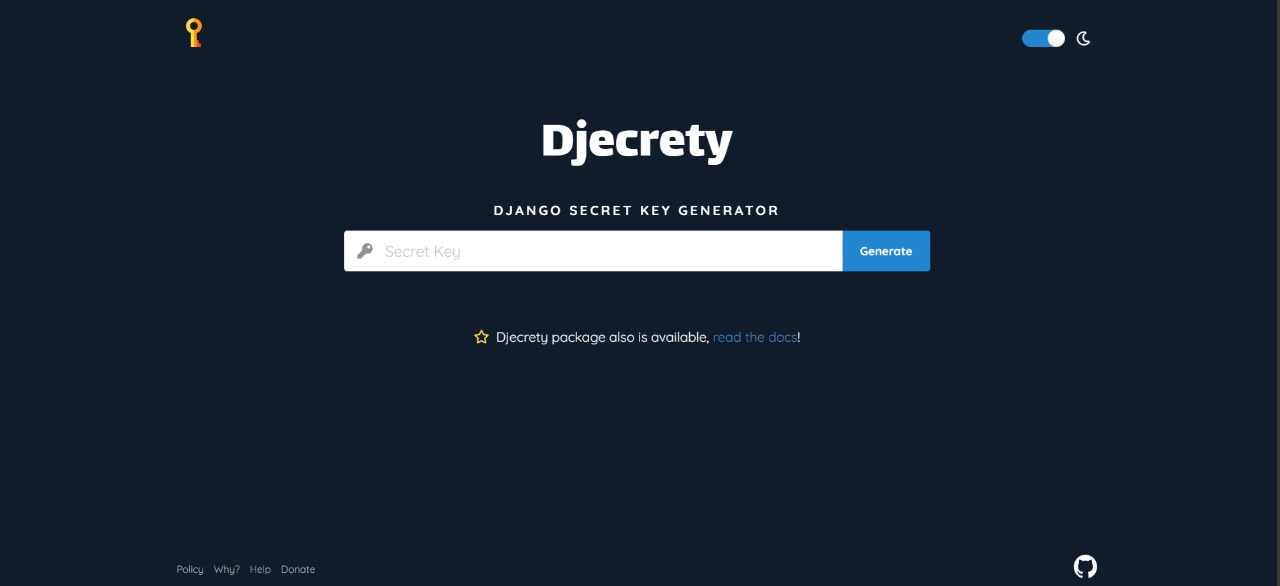 Djecrety
DJANGO SECRET KEY GENERATOR
Secret Key
Generate
Djecrety package also is available, read the docs!
Policy Why? Help Donate